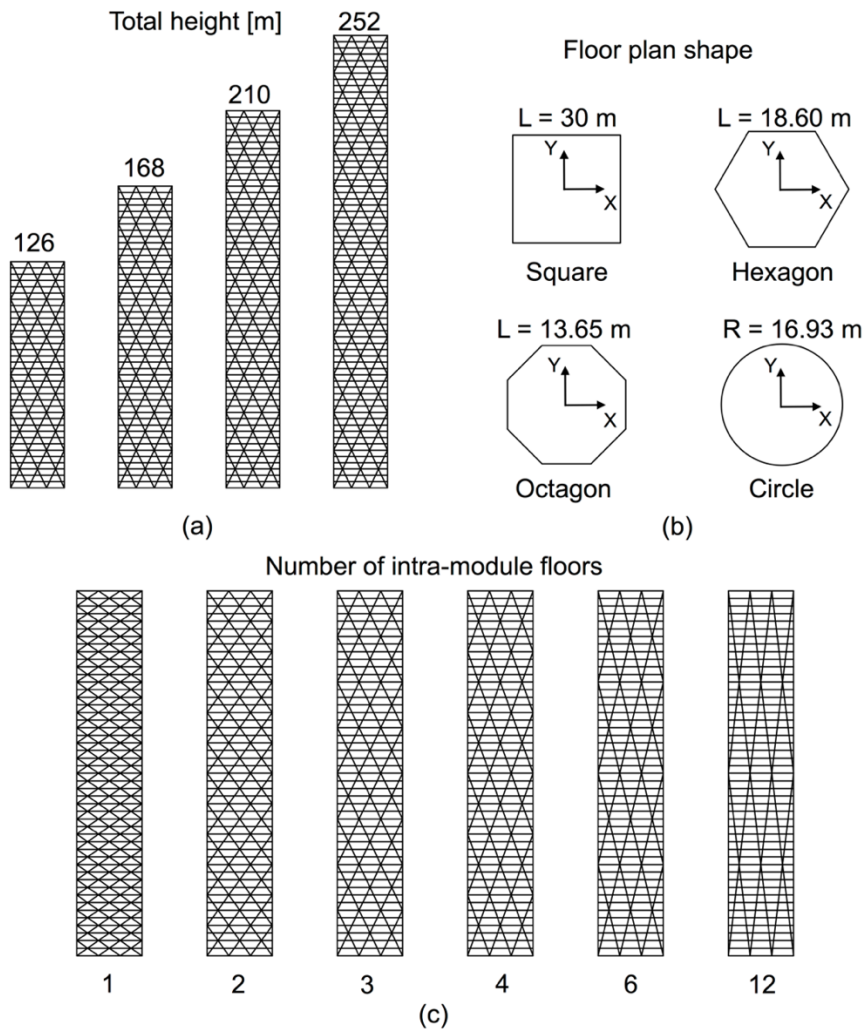 Total height [m]
126
168
210
252
(a)
Floor plan shape
L = 30 m
Y
X
Square
L = 18.60 m
Y
X
Hexagon
L = 13.65 m
Y
X
Octagon
R = 16.93 m
Y
X
Circle
(b)
Number of intra-module floors
1
2
3
4
6
12
(c)